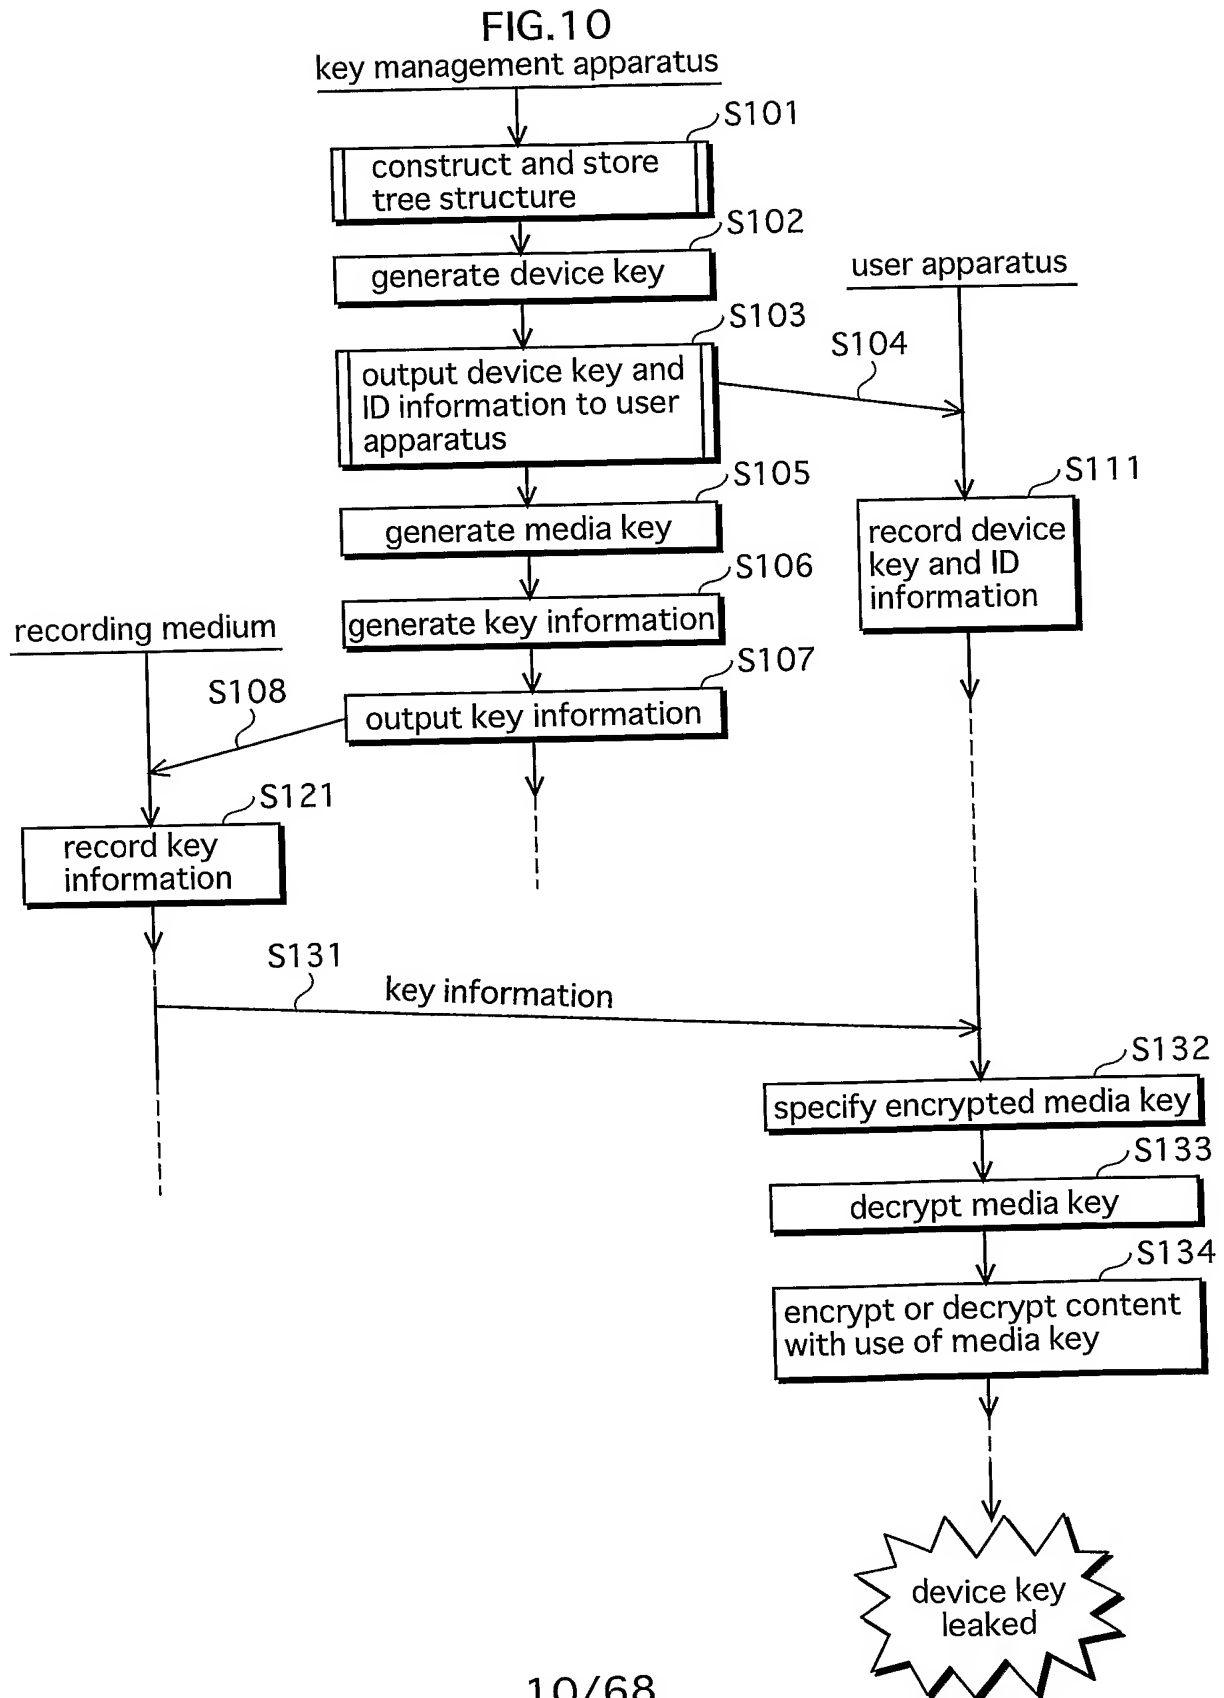 FIG.10
key management apparatus
S101
construct and store
tree structure
S102
generate device key
user apparatus
S103
S104
output device key and
ID information to user
apparatus
S105
S111
generate media key
record device
key and ID
information
S106
generate key information
recording medium
S107
S108
output key information
S121
record key
information
S131
key information
S132
specify encrypted media key
S133
decrypt media key
S134
encrypt or decrypt content
with use of media key
device key
leaked
10/68